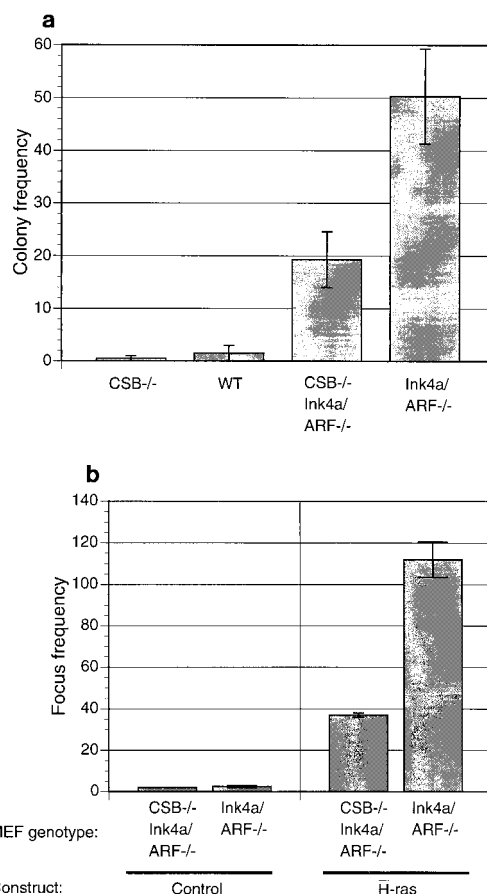 a
60
50
40
30
20
10
0
Colony frequency
CSB-/-
WT
CSB-/-
Ink4a/
ARF-/-
Ink4a/
ARF-/-
b
140
120
100
80
60
40
20
0
Focus frequency
MEF genotype:
CSB-/-
Ink4a/
ARF-/-
Ink4a/
ARF-/-
CSB-/-
Ink4a/
ARF-/-
Ink4a/
ARF-/-
Construct:
Control
H-ras